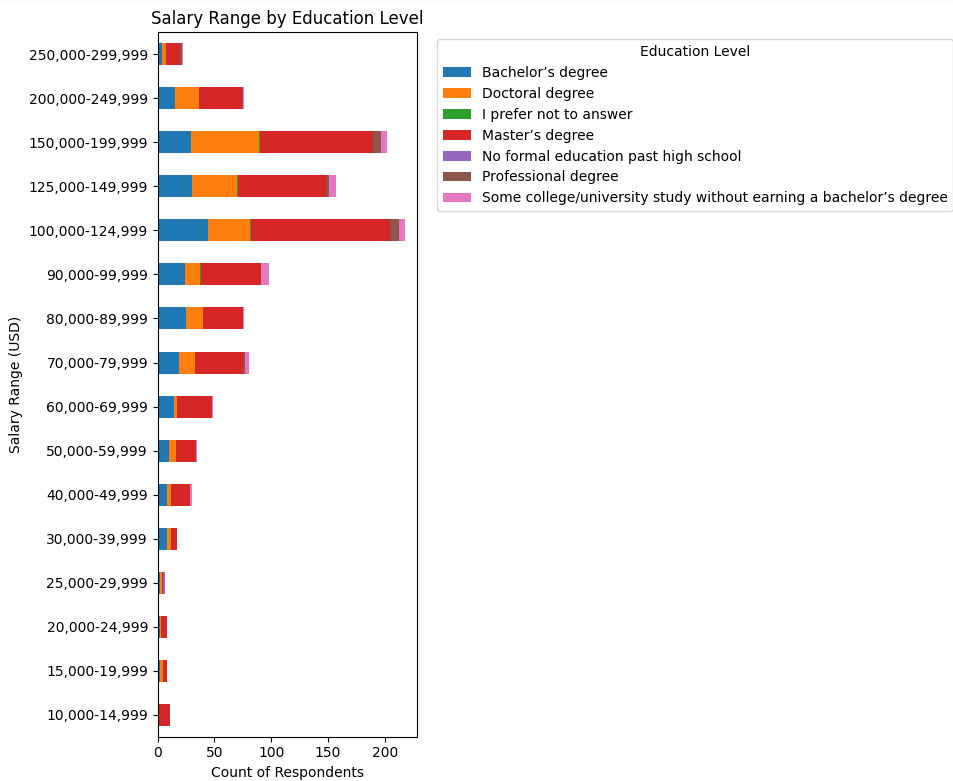 Salary Range by Education Level
Salary Range (USD)
250,000-299,999
200,000-249,999
150,000-199,999
125,000-149,999
100,000-124,999
90,000-99,999
80,000-89,999
70,000-79,999
60,000-69,999
50,000-59,999
40,000-49,999
30,000-39,999
25,000-29,999
20,000-24,999
15,000-19,999
10,000-14,999
0 50 100 150 200
Count of Respondents
Education Level
Bachelor’s degree
Doctoral degree
I prefer not to answer
Master’s degree
No formal education past high school
Professional degree
Some college/university study without earning a bachelor’s degree